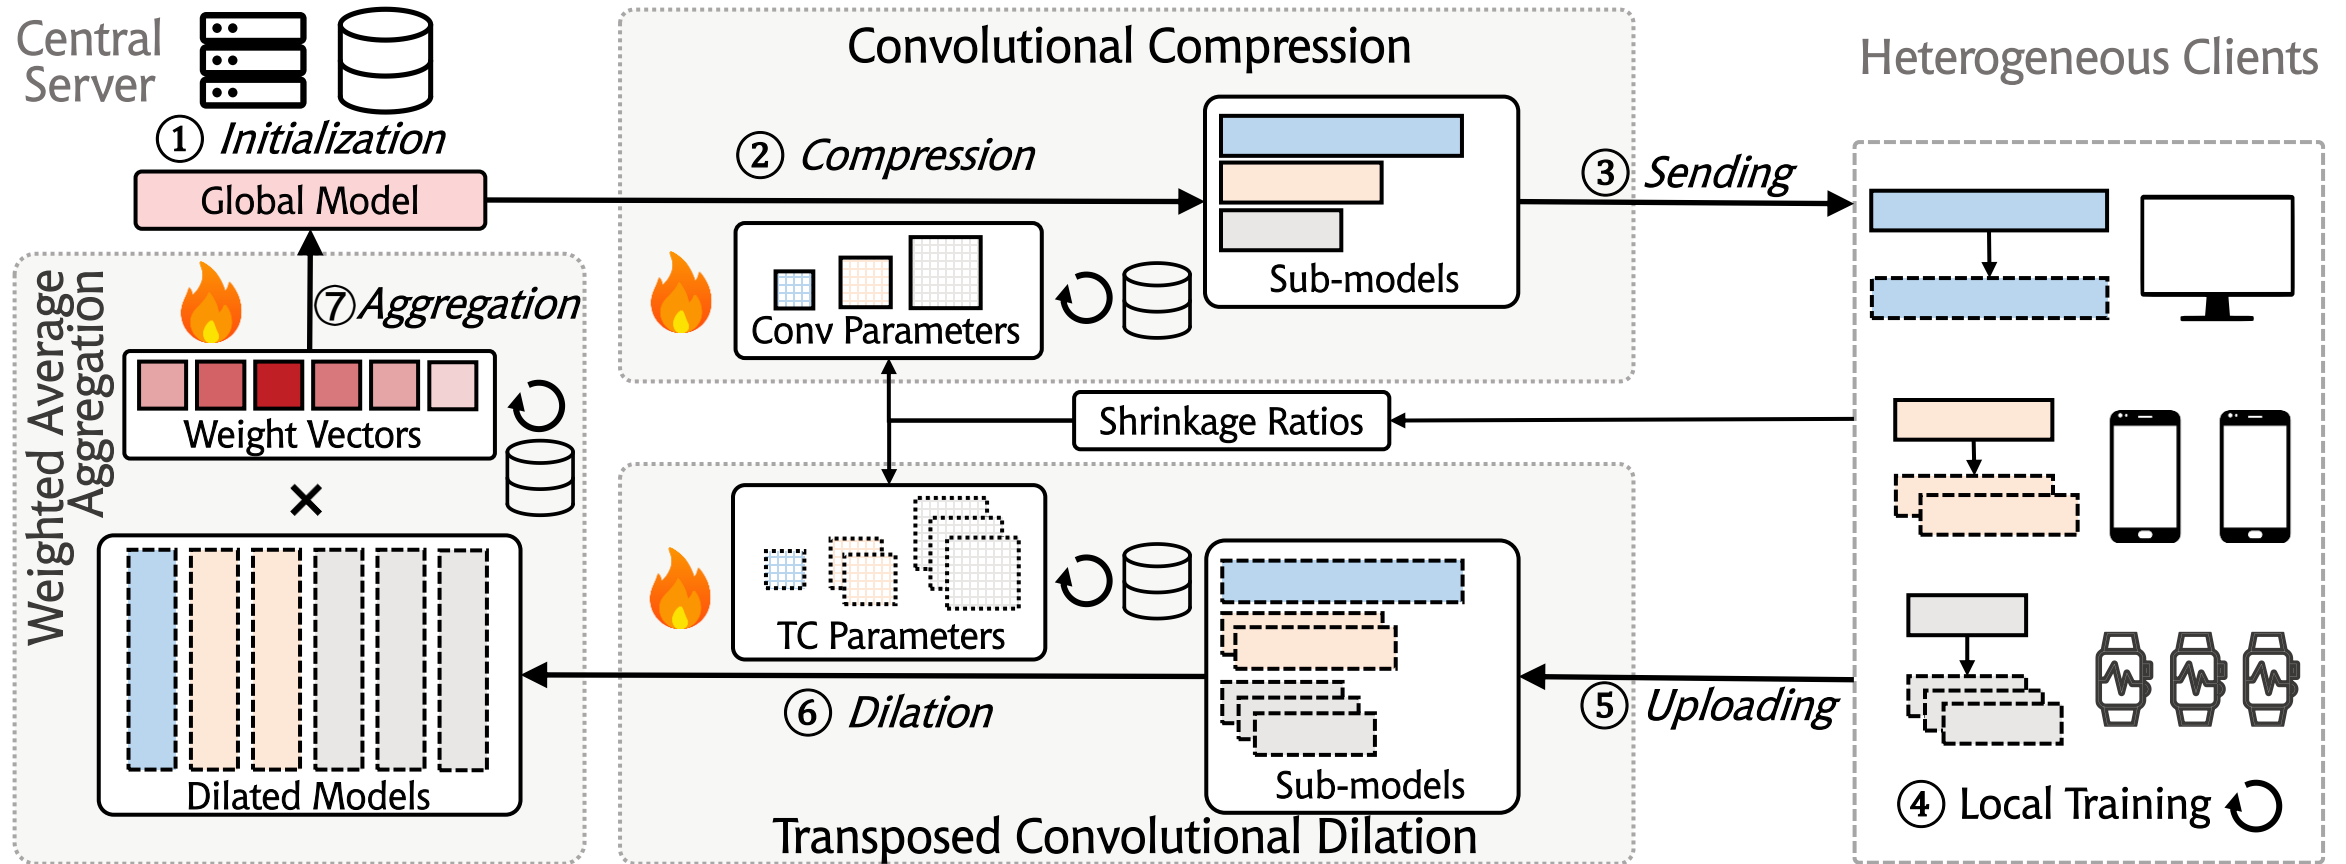 Central
Server
① Initialization
Global Model
Convolutional Compression
② Compression
Sub-models
Conv Parameters
③ Sending
Heterogeneous Clients
Shrinkage Ratios
④ Local Training
⑤ Uploading
Sub-models
TC Parameters
⑥ Dilation
Transposed Convolutional Dilation
Weighted Average
Aggregation
⑦ Aggregation
Weight Vectors
×
Dilated Models